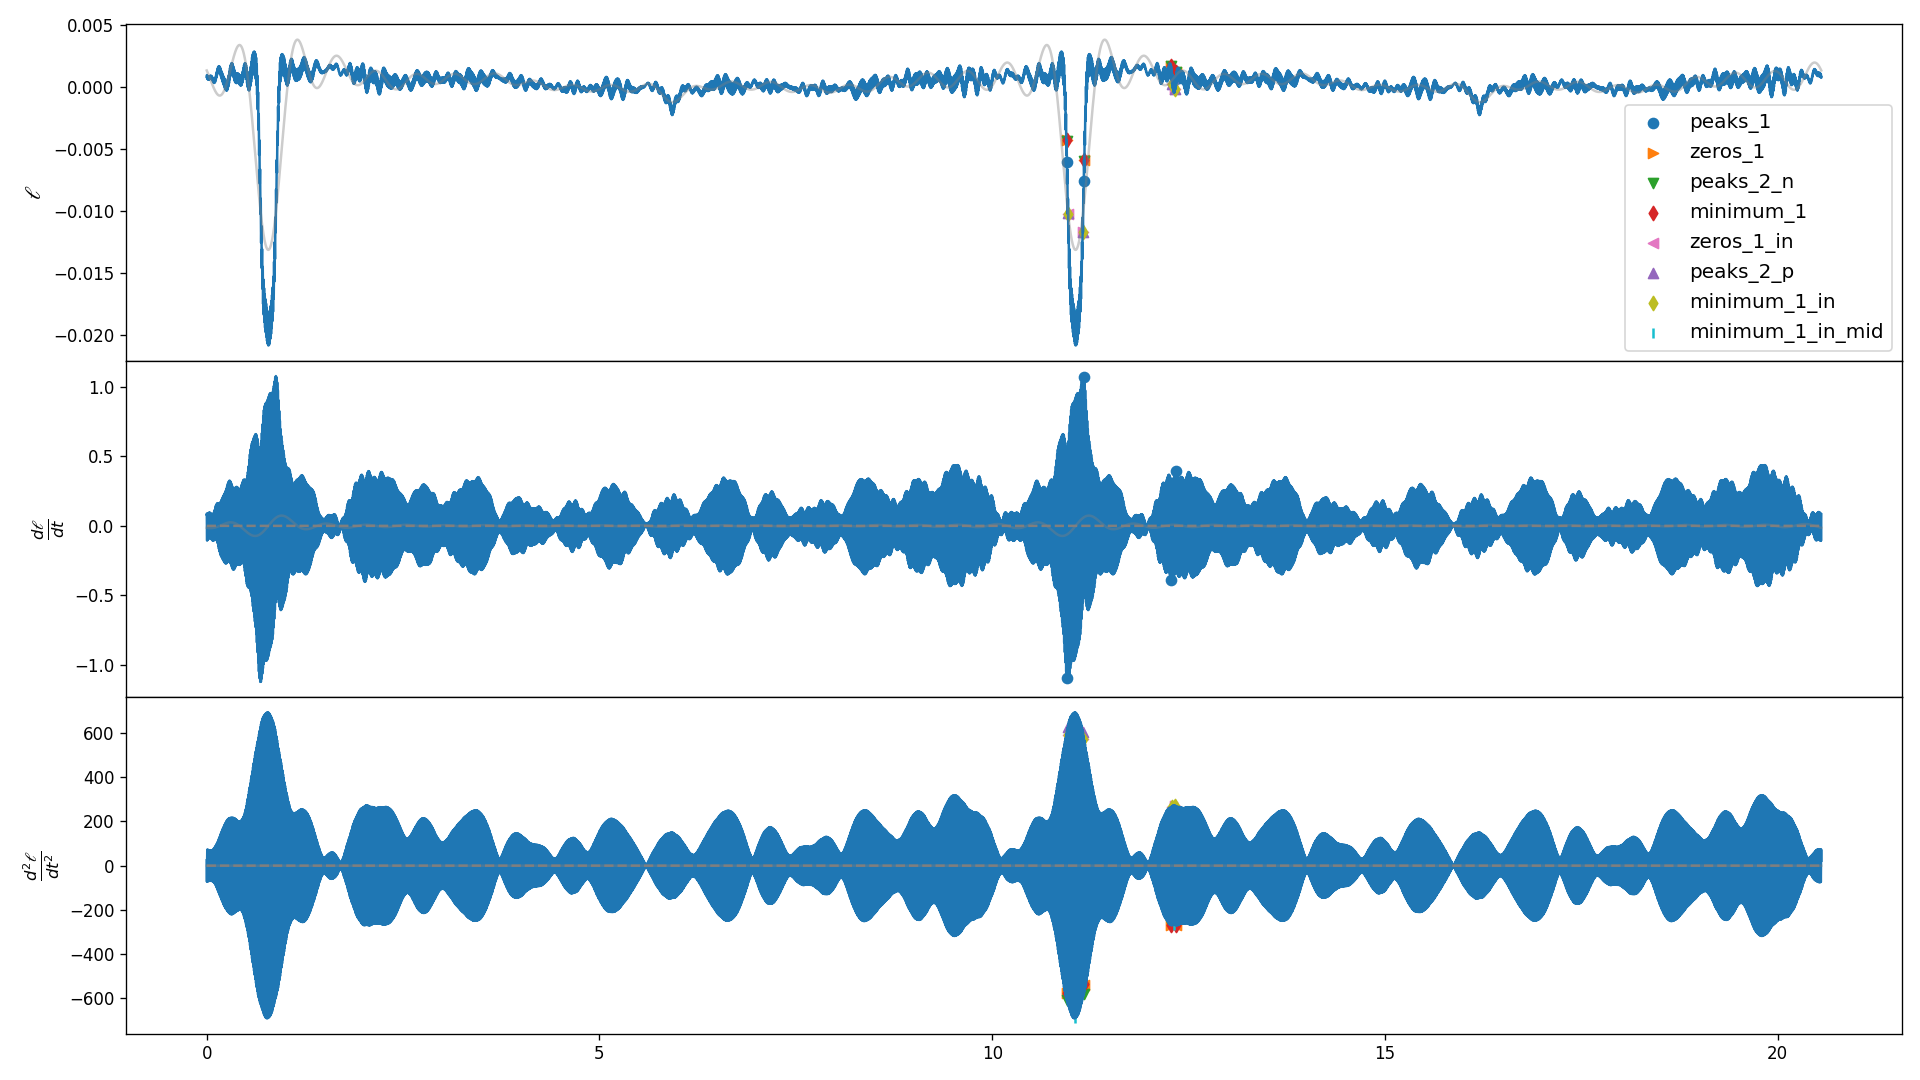 0.005
0.000
−0.005
−0.010
−0.015
−0.020
ℓ
peaks_1
zeros_1
peaks_2_n
minimum_1
zeros_1_in
peaks_2_p
minimum_1_in
minimum_1_in_mid
1.0
0.5
0.0
−0.5
−1.0
dℓ
dt
600
400
200
0
−200
−400
−600
d²ℓ
dt²
0 5 10 15 20